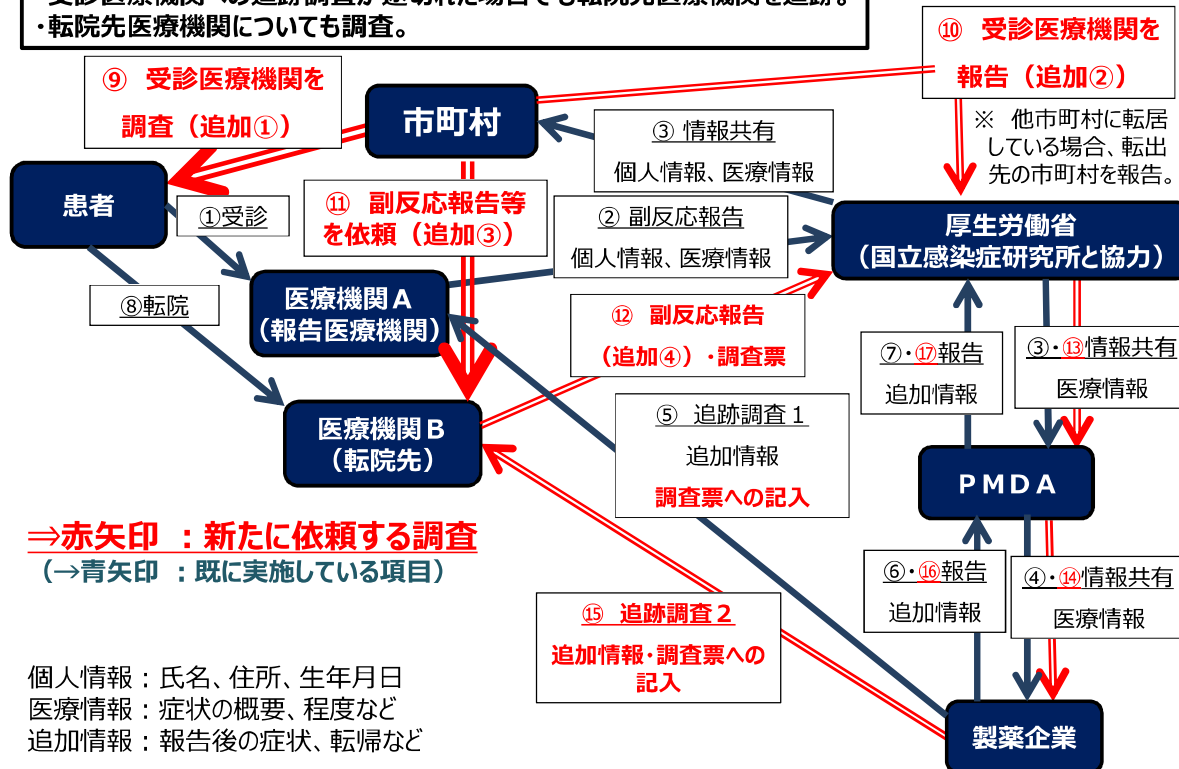 ・転院先医療機関についても調査。
⑩ 受診医療機関を
報告（追加②）
※ 他市町村に転居
している場合、転出
先の市町村を報告。
⑨ 受診医療機関を
調査（追加①）
市町村
③ 情報共有
個人情報、医療情報
患者
①受診
⑪ 副反応報告等
を依頼（追加③）
② 副反応報告
個人情報、医療情報
厚生労働省
（国立感染症研究所と協力）
⑧転院
医療機関Ａ
（報告医療機関）
⑫ 副反応報告
（追加④）・調査票
⑦・⑰報告
追加情報
③・⑬情報共有
医療情報
医療機関Ｂ
（転院先）
⑤ 追跡調査１
追加情報
調査票への記入
ＰＭＤＡ
⇒赤矢印 ：新たに依頼する調査
（→青矢印 ：既に実施している項目）
⑥・⑯報告
追加情報
④・⑭情報共有
医療情報
⑮ 追跡調査２
追加情報・調査票への
記入
個人情報：氏名、住所、生年月日
医療情報：症状の概要、程度など
追加情報：報告後の症状、転帰など
製薬企業